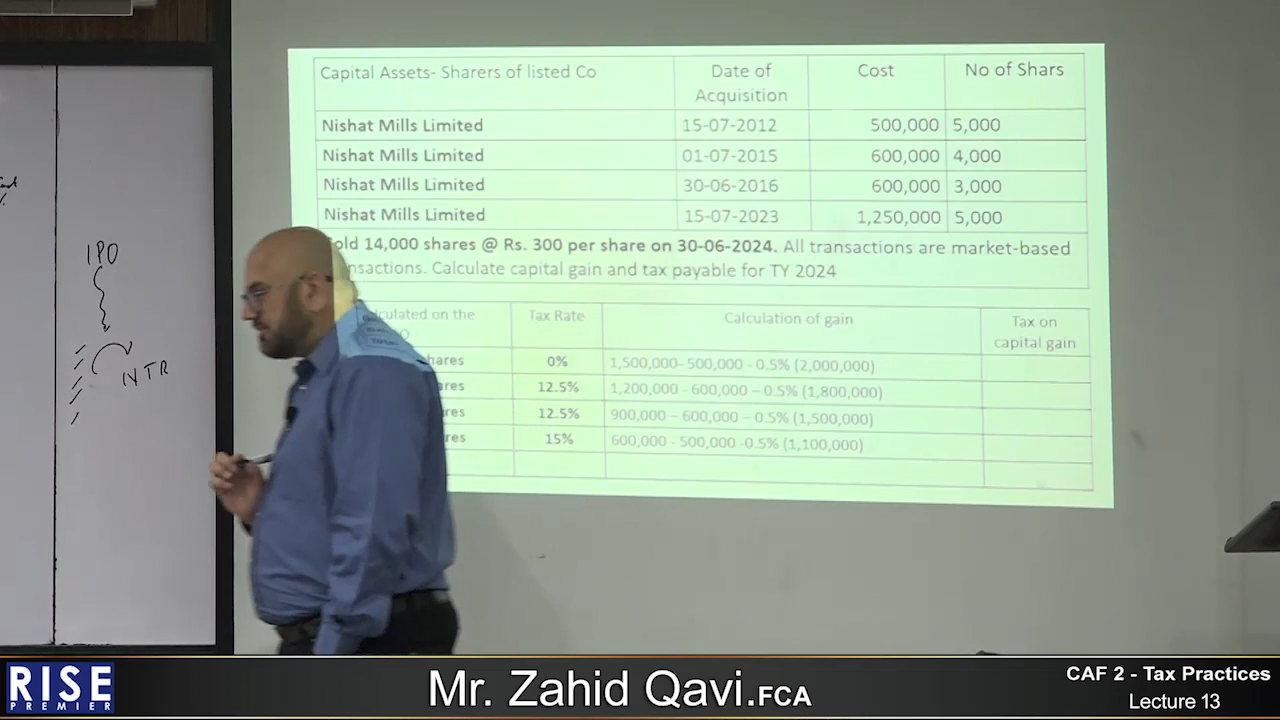 Capital Assets- Sharers of listed Co Date of Acquisition Cost No of Shars
Nishat Mills Limited 15-07-2012 500,000 5,000
Nishat Mills Limited 01-07-2015 600,000 4,000
Nishat Mills Limited 30-06-2016 600,000 3,000
Nishat Mills Limited 15-07-2023 1,250,000 5,000
old 14,000 shares @ Rs. 300 per share on 30-06-2024. All transactions are market-based
nsactions. Calculate capital gain and tax payable for TY 2024
lculated on the Tax Rate Calculation of gain Tax on capital gain
hares 0% 1,500,000- 500,000 - 0.5% (2,000,000)
ares 12.5% 1,200,000 - 600,000 – 0.5% (1,800,000)
res 12.5% 900,000 – 600,000 – 0.5% (1,500,000)
res 15% 600,000 - 500,000 -0.5% (1,100,000)
IPO
RISE
PREMIER
Mr. Zahid Qavi.FCA
CAF 2 - Tax Practices
Lecture 13